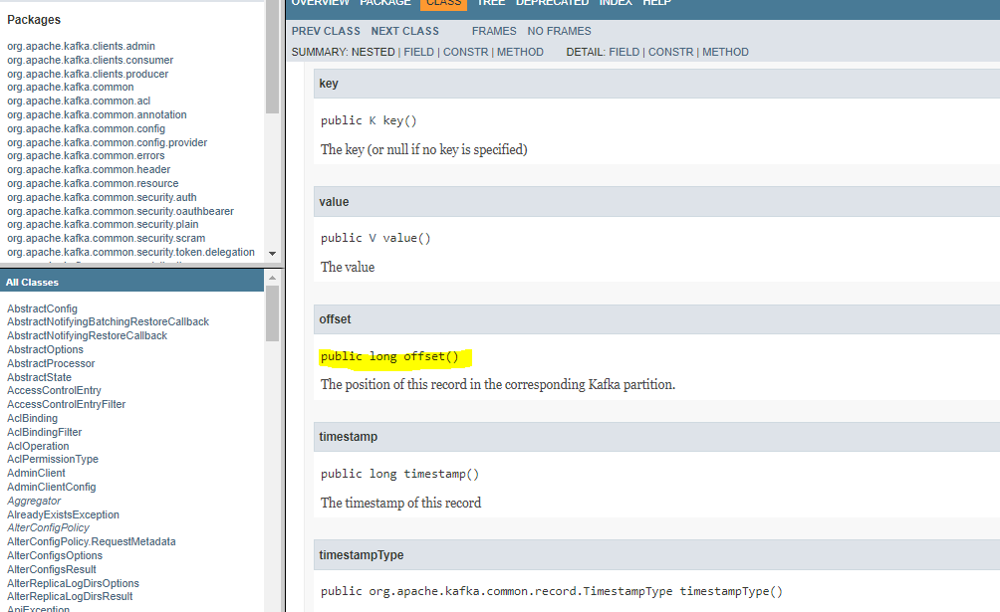 Packages
org.apache.kafka.clients.admin
org.apache.kafka.clients.consumer
org.apache.kafka.clients.producer
org.apache.kafka.common
org.apache.kafka.common.acl
org.apache.kafka.common.annotation
org.apache.kafka.common.config
org.apache.kafka.common.config.provider
org.apache.kafka.common.errors
org.apache.kafka.common.header
org.apache.kafka.common.resource
org.apache.kafka.common.security.auth
org.apache.kafka.common.security.oauthbearer
org.apache.kafka.common.security.plain
org.apache.kafka.common.security.scram
org.apache.kafka.common.security.token.delegation
All Classes
AbstractConfig
AbstractNotifyingBatchingRestoreCallback
AbstractNotifyingRestoreCallback
AbstractOptions
AbstractProcessor
AbstractState
AccessControlEntry
AccessControlEntryFilter
AclBinding
AclBindingFilter
AclOperation
AclPermissionType
AdminClient
AdminClientConfig
Aggregator
AlreadyExistsException
AlterConfigPolicy
AlterConfigPolicy.RequestMetadata
AlterConfigsOptions
AlterConfigsResult
AlterReplicaLogDirsOptions
AlterReplicaLogDirsResult
ApiException
OVERVIEW PACKAGE CLASS TREE DEPRECATED INDEX HELP
PREV CLASS NEXT CLASS FRAMES NO FRAMES
SUMMARY: NESTED | FIELD | CONSTR | METHOD DETAIL: FIELD | CONSTR | METHOD
key
public K key()
The key (or null if no key is specified)
value
public V value()
The value
offset
public long offset()
The position of this record in the corresponding Kafka partition.
timestamp
public long timestamp()
The timestamp of this record
timestampType
public org.apache.kafka.common.record.TimestampType timestampType()